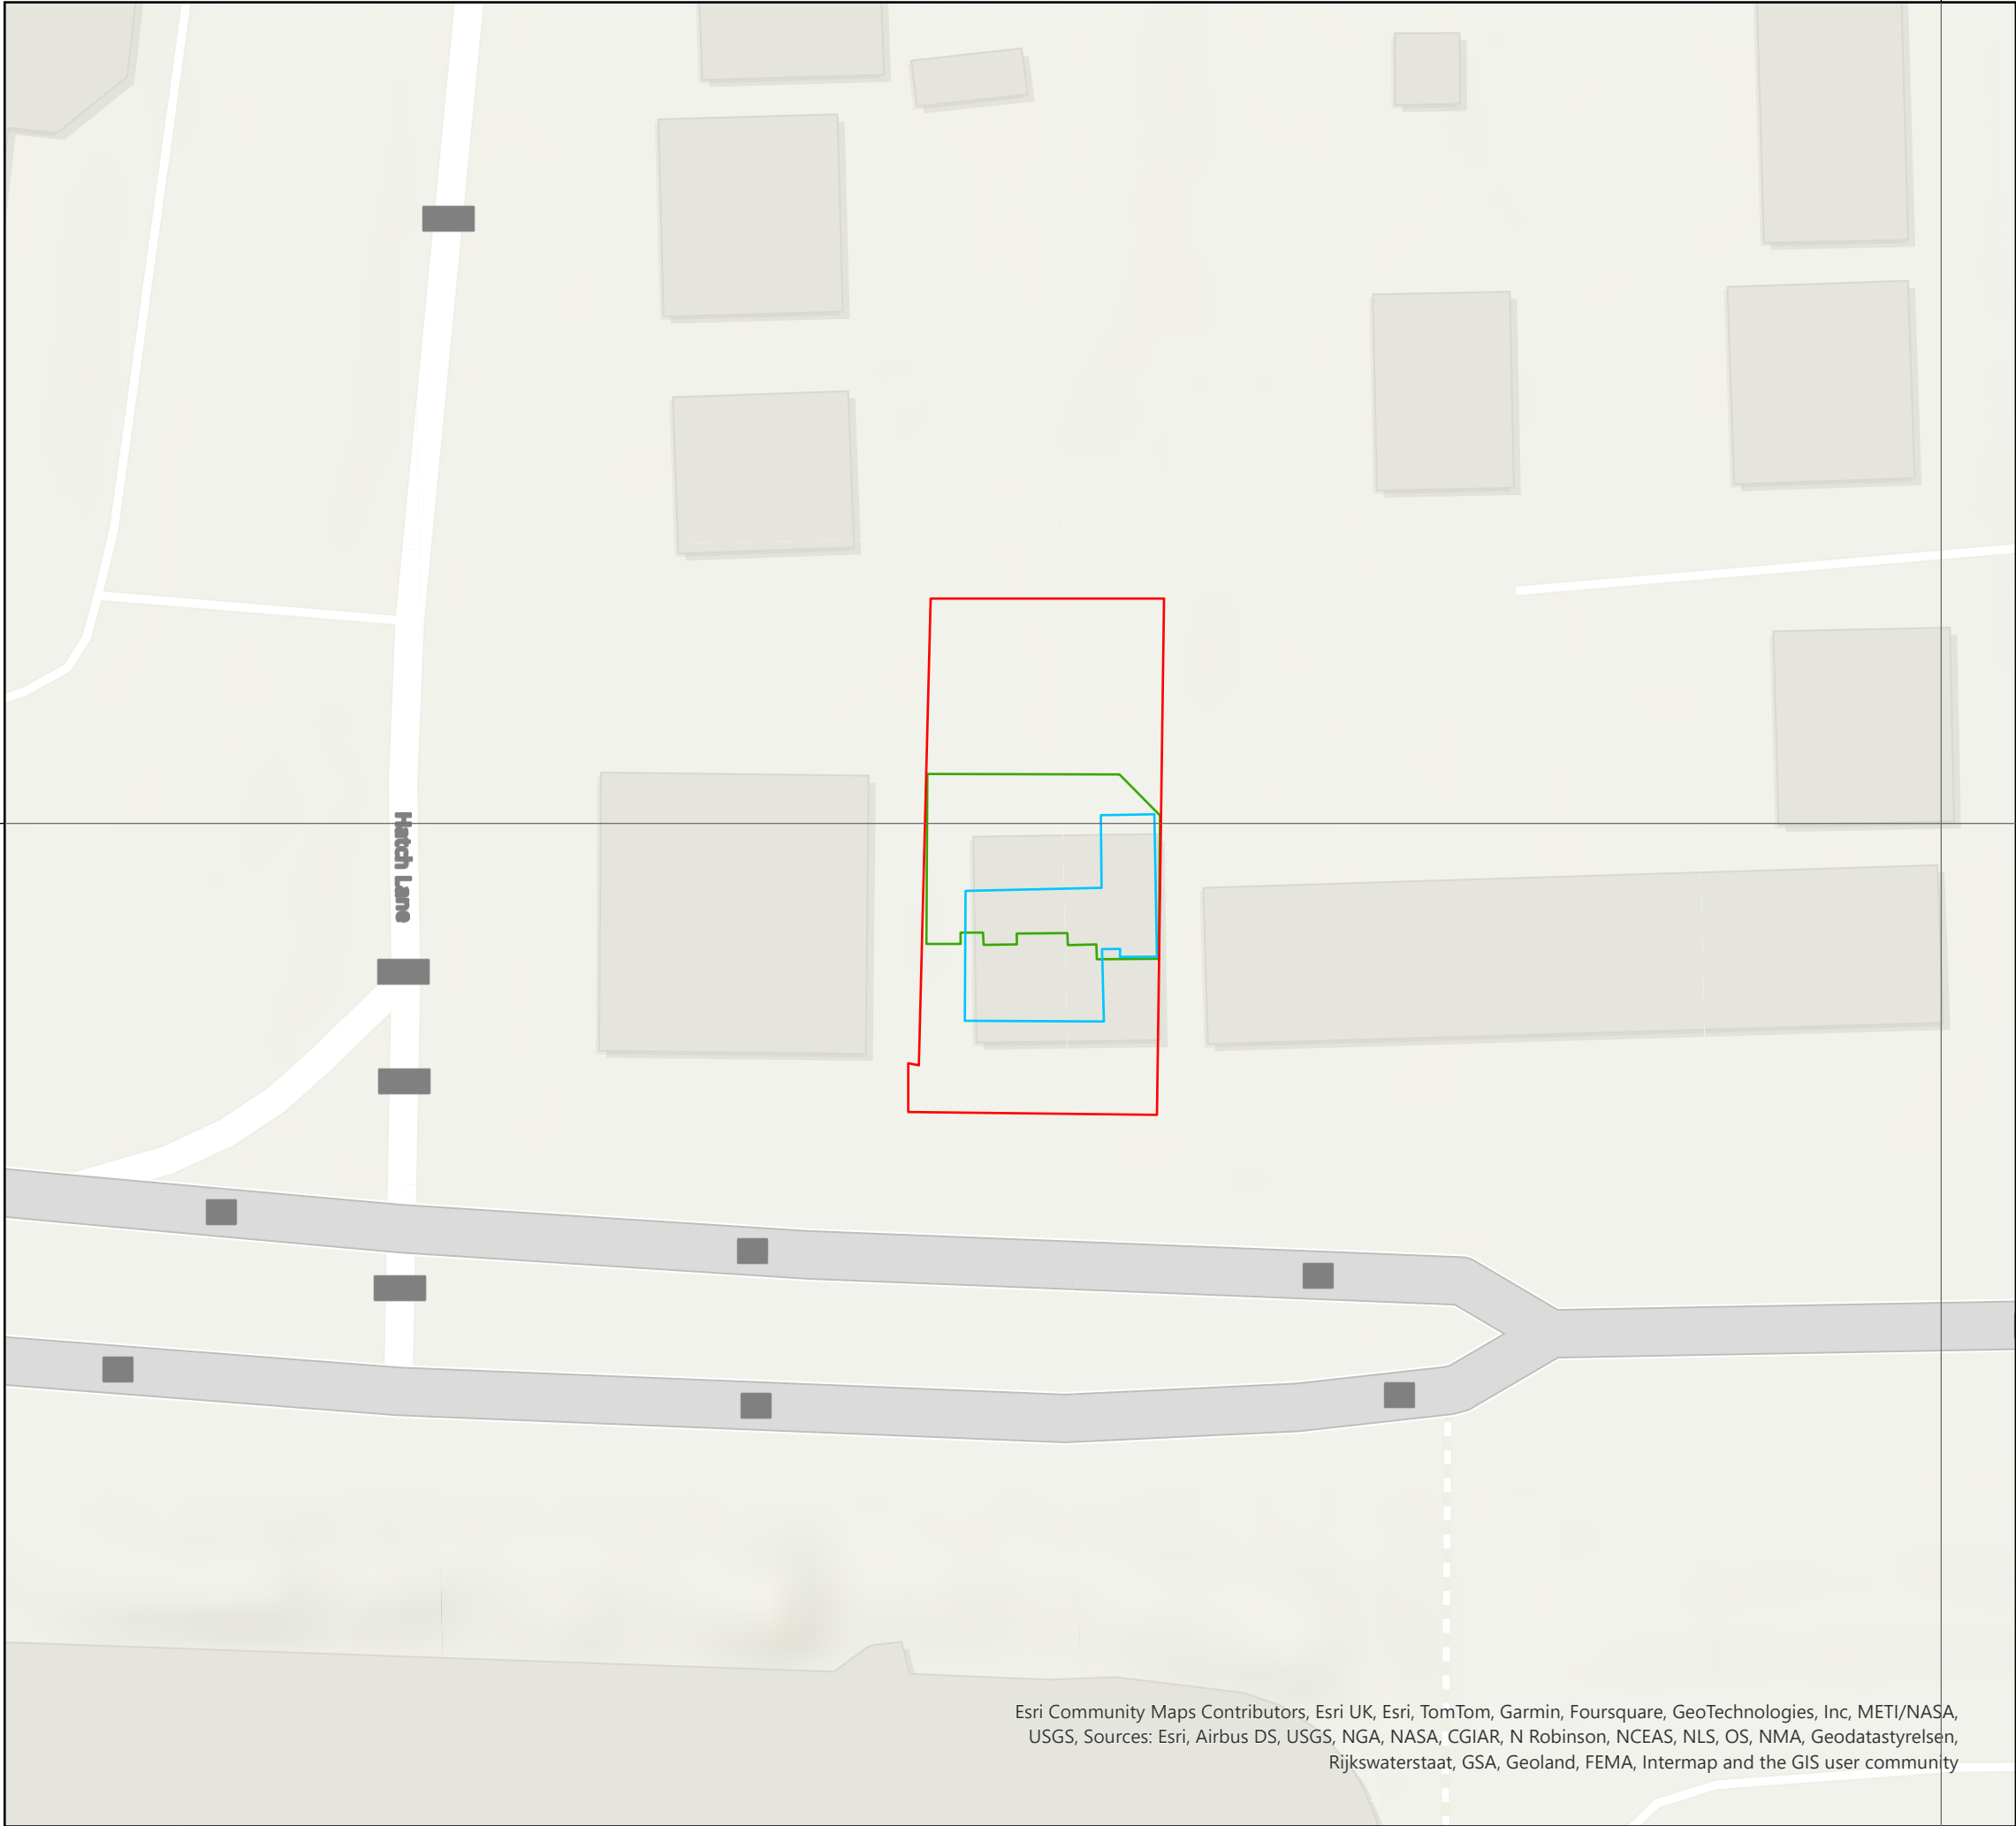 Hatch Lane
Esri Community Maps Contributors, Esri UK, Esri, TomTom, Garmin, Foursquare, GeoTechnologies, Inc, METI/NASA,
USGS, Sources: Esri, Airbus DS, USGS, NGA, NASA, CGIAR, N Robinson, NCEAS, NLS, OS, NMA, Geodatastyrelsen,
Rijkswaterstaat, GSA, Geoland, FEMA, Intermap and the GIS user community